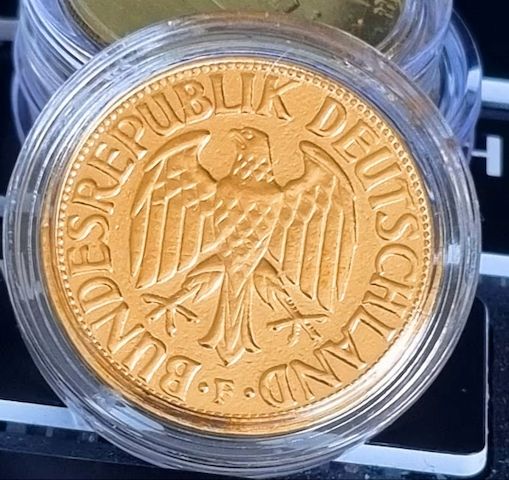 BUNDESREPUBLIK DEUTSCHLAND
· F ·